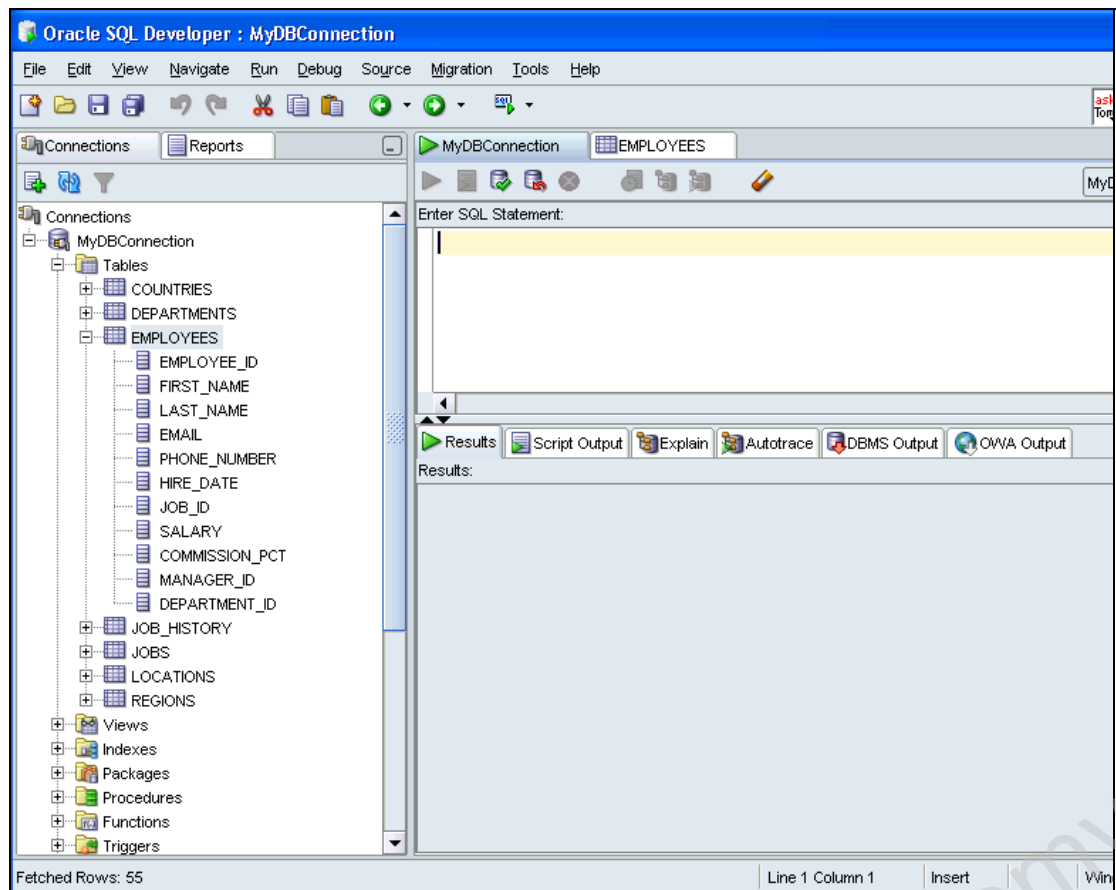 Oracle SQL Developer : MyDBConnection
File Edit View Navigate Run Debug Source Migration Tools Help
Connections Reports
MyDBConnection EMPLOYEES
Enter SQL Statement:
Connections
MyDBConnection
Tables
COUNTRIES
DEPARTMENTS
EMPLOYEES
EMPLOYEE_ID
FIRST_NAME
LAST_NAME
EMAIL
PHONE_NUMBER
HIRE_DATE
JOB_ID
SALARY
COMMISSION_PCT
MANAGER_ID
DEPARTMENT_ID
JOB_HISTORY
JOBS
LOCATIONS
REGIONS
Views
Indexes
Packages
Procedures
Functions
Triggers
Results Script Output Explain Autotrace DBMS Output OWA Output
Results:
Fetched Rows: 55 Line 1 Column 1 Insert